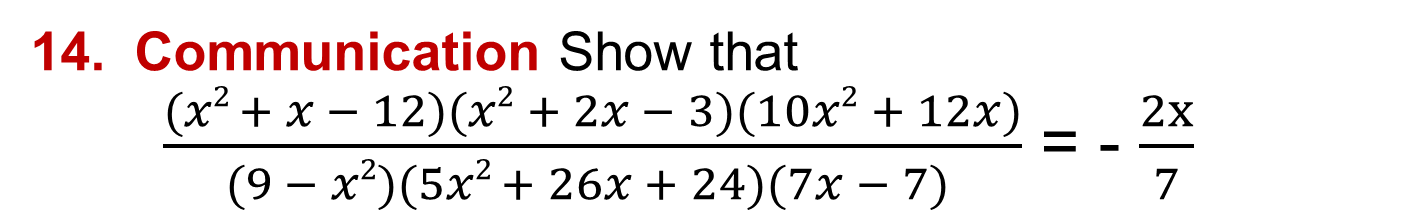 14. Communication Show that
(x² + x − 12)(x² + 2x − 3)(10x² + 12x)
= - 2x/7
(9 − x²)(5x² + 26x + 24)(7x − 7)